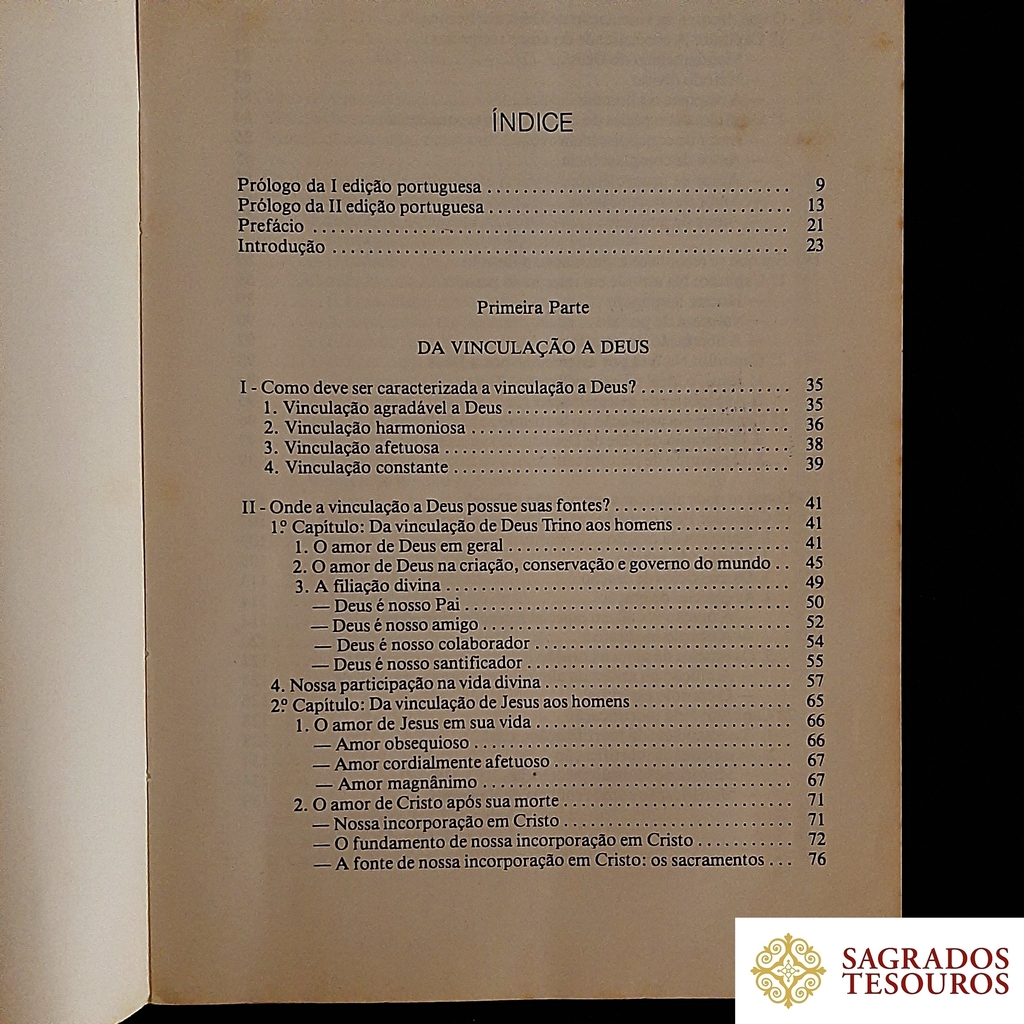 ÍNDICE
Prólogo da I edição portuguesa . . . . . . . . . . . . . . . . . . . . . . . . . . . . . . . . . . 9
Prólogo da II edição portuguesa . . . . . . . . . . . . . . . . . . . . . . . . . . . . . . . . . 13
Prefácio . . . . . . . . . . . . . . . . . . . . . . . . . . . . . . . . . . . . . . . . . . . . . . . . . . . . 21
Introdução . . . . . . . . . . . . . . . . . . . . . . . . . . . . . . . . . . . . . . . . . . . . . . . . . . 23
Primeira Parte
DA VINCULAÇÃO A DEUS
I - Como deve ser caracterizada a vinculação a Deus? . . . . . . . . . . . . . . . . . 35
1. Vinculação agradável a Deus . . . . . . . . . . . . . . . . . . . . . . . . . . . . . . . 35
2. Vinculação harmoniosa . . . . . . . . . . . . . . . . . . . . . . . . . . . . . . . . . . . 36
3. Vinculação afetuosa . . . . . . . . . . . . . . . . . . . . . . . . . . . . . . . . . . . . . . 38
4. Vinculação constante . . . . . . . . . . . . . . . . . . . . . . . . . . . . . . . . . . . . . 39
II - Onde a vinculação a Deus possue suas fontes? . . . . . . . . . . . . . . . . . . . . 41
1º Capítulo: Da vinculação de Deus Trino aos homens . . . . . . . . . . . . . 41
1. O amor de Deus em geral . . . . . . . . . . . . . . . . . . . . . . . . . . . . . . . 41
2. O amor de Deus na criação, conservação e governo do mundo . . 45
3. A filiação divina . . . . . . . . . . . . . . . . . . . . . . . . . . . . . . . . . . . . . . 49
— Deus é nosso Pai . . . . . . . . . . . . . . . . . . . . . . . . . . . . . . . . . . . . 50
— Deus é nosso amigo . . . . . . . . . . . . . . . . . . . . . . . . . . . . . . . . . . 52
— Deus é nosso colaborador . . . . . . . . . . . . . . . . . . . . . . . . . . . . . 54
— Deus é nosso santificador . . . . . . . . . . . . . . . . . . . . . . . . . . . . . 55
4. Nossa participação na vida divina . . . . . . . . . . . . . . . . . . . . . . . . . . . 57
2º Capítulo: Da vinculação de Jesus aos homens . . . . . . . . . . . . . . . . . . 65
1. O amor de Jesus em sua vida . . . . . . . . . . . . . . . . . . . . . . . . . . . . 66
— Amor obsequioso . . . . . . . . . . . . . . . . . . . . . . . . . . . . . . . . . . . 66
— Amor cordialmente afetuoso . . . . . . . . . . . . . . . . . . . . . . . . . . 67
— Amor magnânimo . . . . . . . . . . . . . . . . . . . . . . . . . . . . . . . . . . 67
2. O amor de Cristo após sua morte . . . . . . . . . . . . . . . . . . . . . . . . . 71
— Nossa incorporação em Cristo . . . . . . . . . . . . . . . . . . . . . . . . . 71
— O fundamento de nossa incorporação em Cristo . . . . . . . . . . . 72
— A fonte de nossa incorporação em Cristo: os sacramentos . . . 76
SAGRADOS
TESOUROS